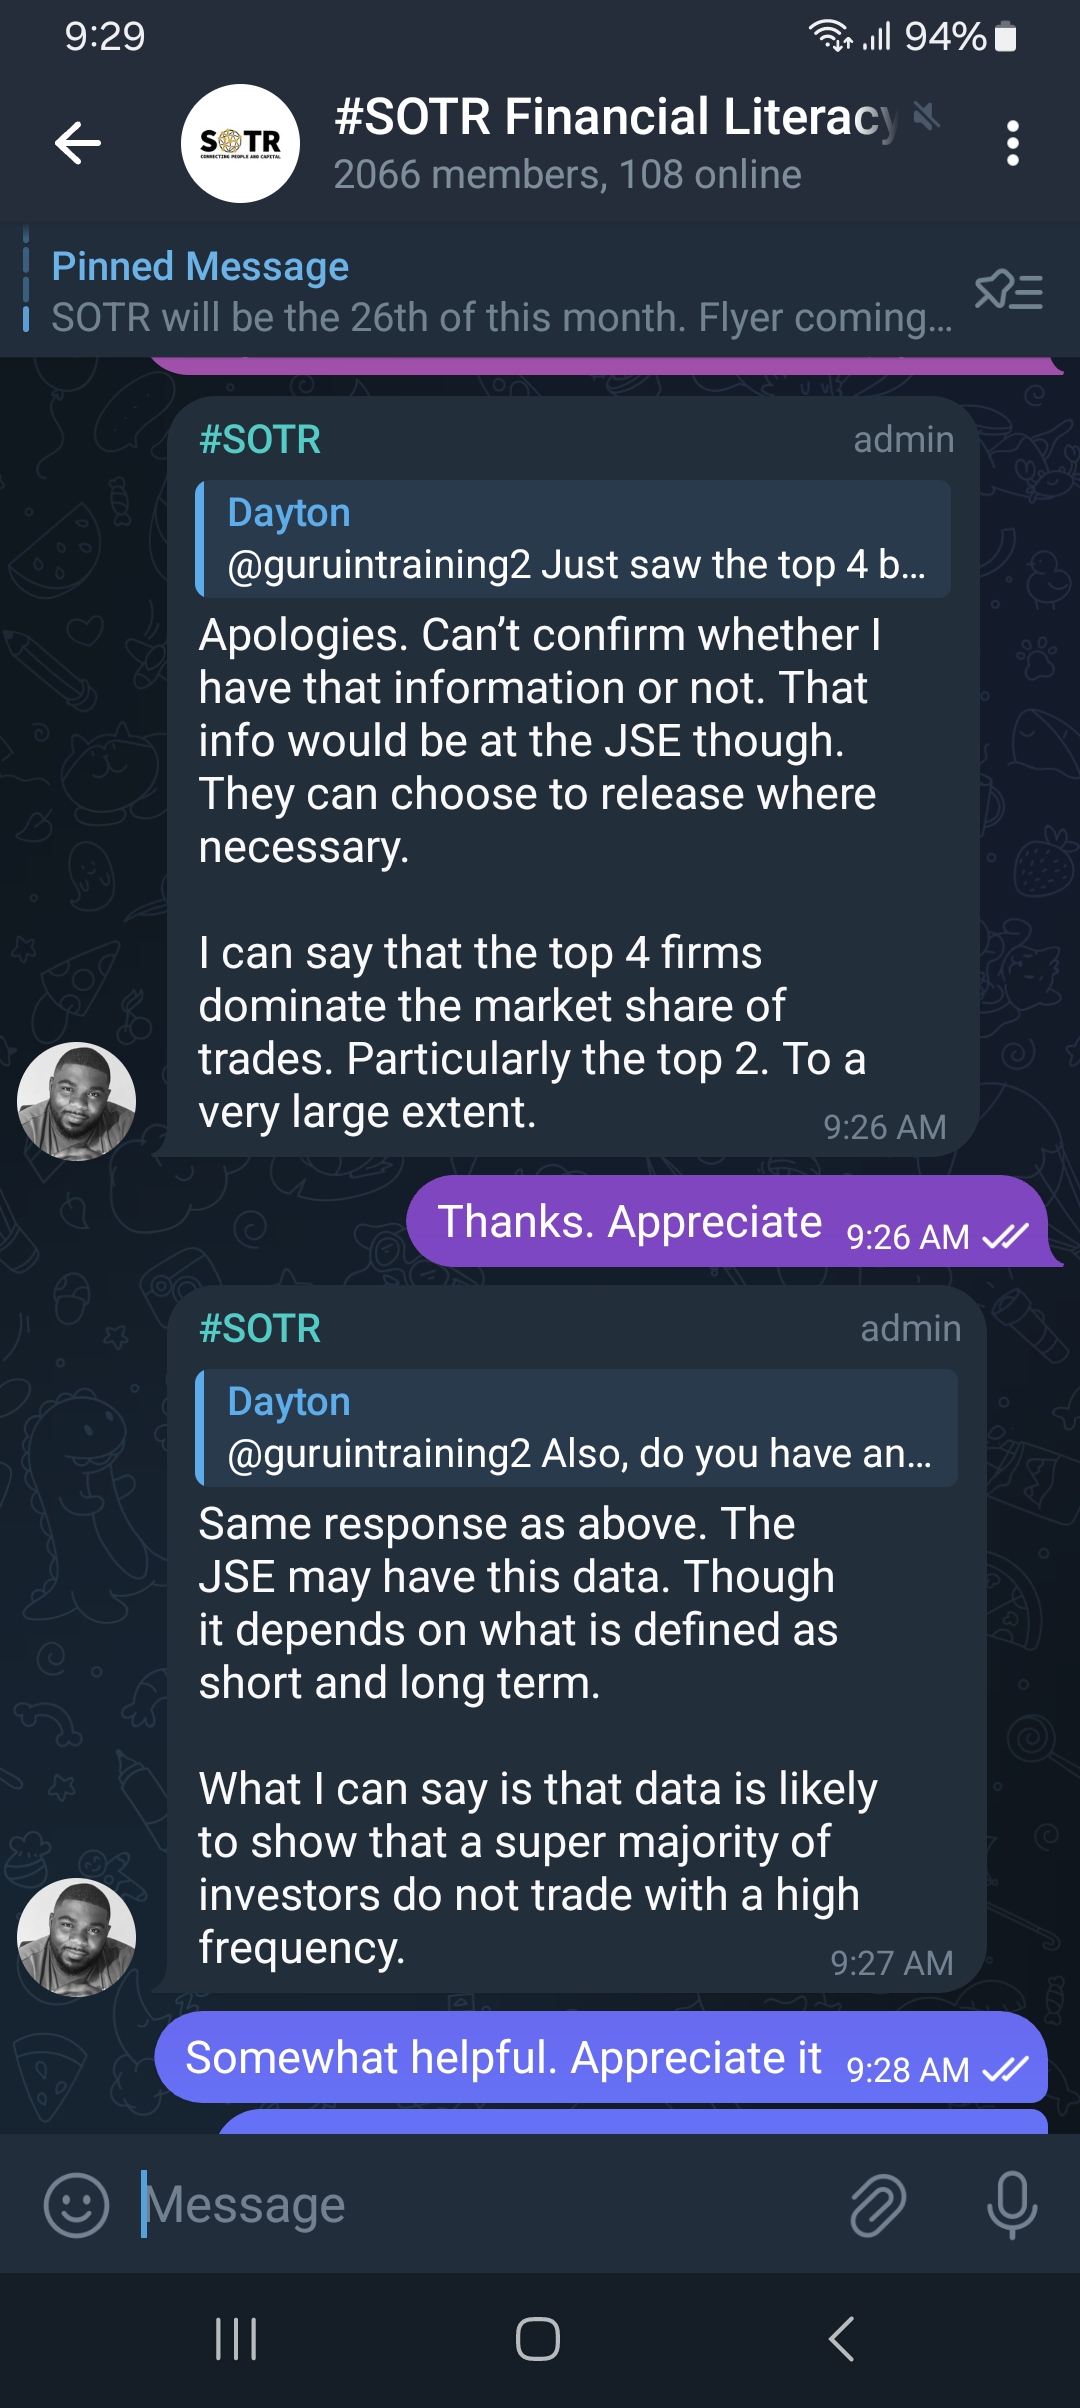 9:29
94%
SOTR
CONNECTING PEOPLE AND CAPITAL
#SOTR Financial Literacy
2066 members, 108 online
Pinned Message
SOTR will be the 26th of this month. Flyer coming...
#SOTR admin
Dayton
@guruintraining2 Just saw the top 4 b...
Apologies. Can’t confirm whether I
have that information or not. That
info would be at the JSE though.
They can choose to release where
necessary.
I can say that the top 4 firms
dominate the market share of
trades. Particularly the top 2. To a
very large extent.
9:26 AM
Thanks. Appreciate 9:26 AM
#SOTR admin
Dayton
@guruintraining2 Also, do you have an...
Same response as above. The
JSE may have this data. Though
it depends on what is defined as
short and long term.
What I can say is that data is likely
to show that a super majority of
investors do not trade with a high
frequency.
9:27 AM
Somewhat helpful. Appreciate it 9:28 AM
Message